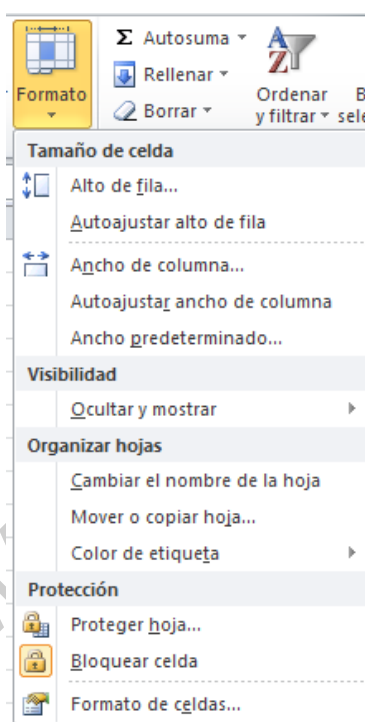 Formato
Σ Autosuma
Rellenar
Borrar
Ordenar
y filtrar
Tamaño de celda
Alto de fila...
Autoajustar alto de fila
Ancho de columna...
Autoajustar ancho de columna
Ancho predeterminado...
Visibilidad
Ocultar y mostrar
Organizar hojas
Cambiar el nombre de la hoja
Mover o copiar hoja...
Color de etiqueta
Protección
Proteger hoja...
Bloquear celda
Formato de celdas...